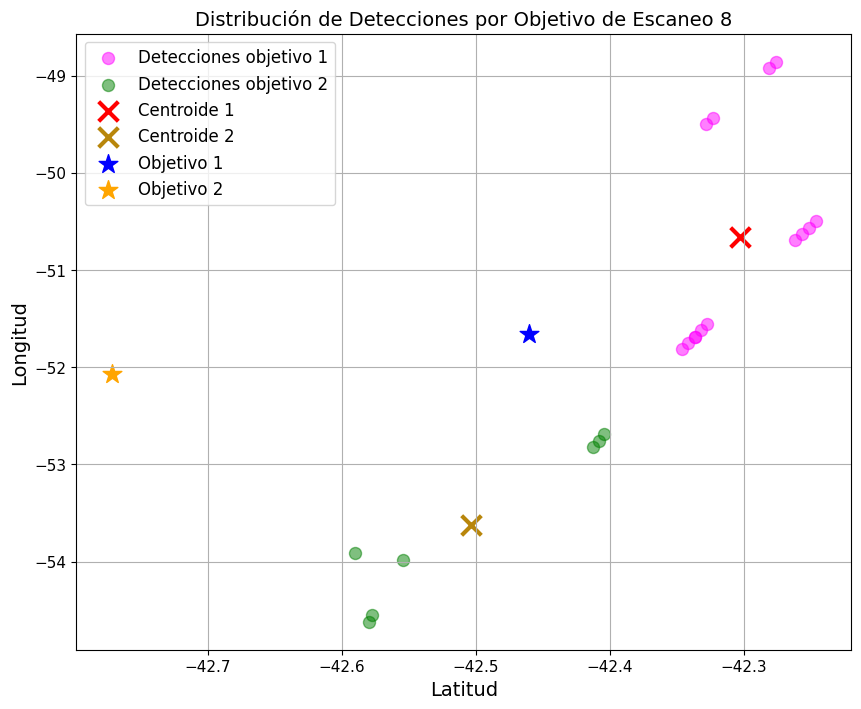 Distribución de Detecciones por Objetivo de Escaneo 8
Detecciones objetivo 1
Detecciones objetivo 2
Centroide 1
Centroide 2
Objetivo 1
Objetivo 2
−49
−50
−51
−52
−53
−54
Longitud
−42.7
−42.6
−42.5
−42.4
−42.3
Latitud